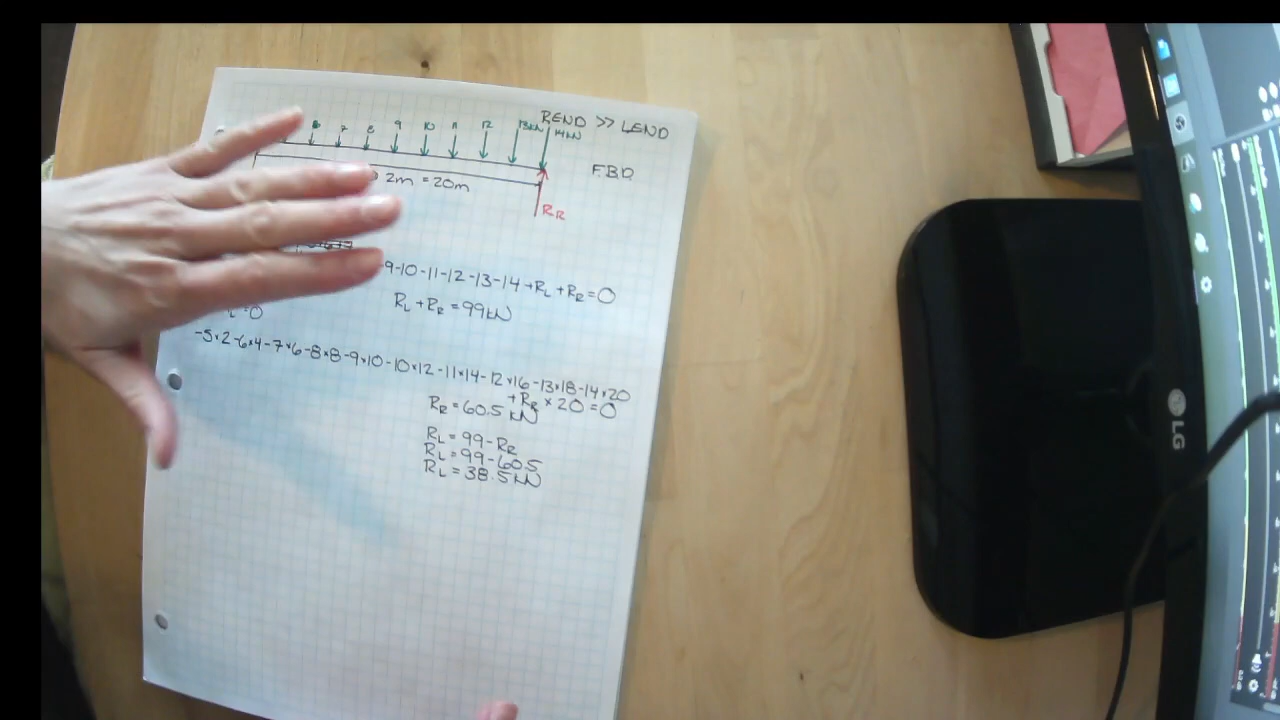 REND >> LEND
6 7 8 9 10 11 12 13kN 14kN
FBD
2m = 20m
RR
9-10-11-12-13-14+RL+RR=0
RL+RR=99kN
L=0
-5×2-6×4-7×6-8×8-9×10-10×12-11×14-12×16-13×18-14×20
+RR×20=0
RR=60.5 kN
RL=99-RR
RL=99-60.5
RL=38.5kN
LG